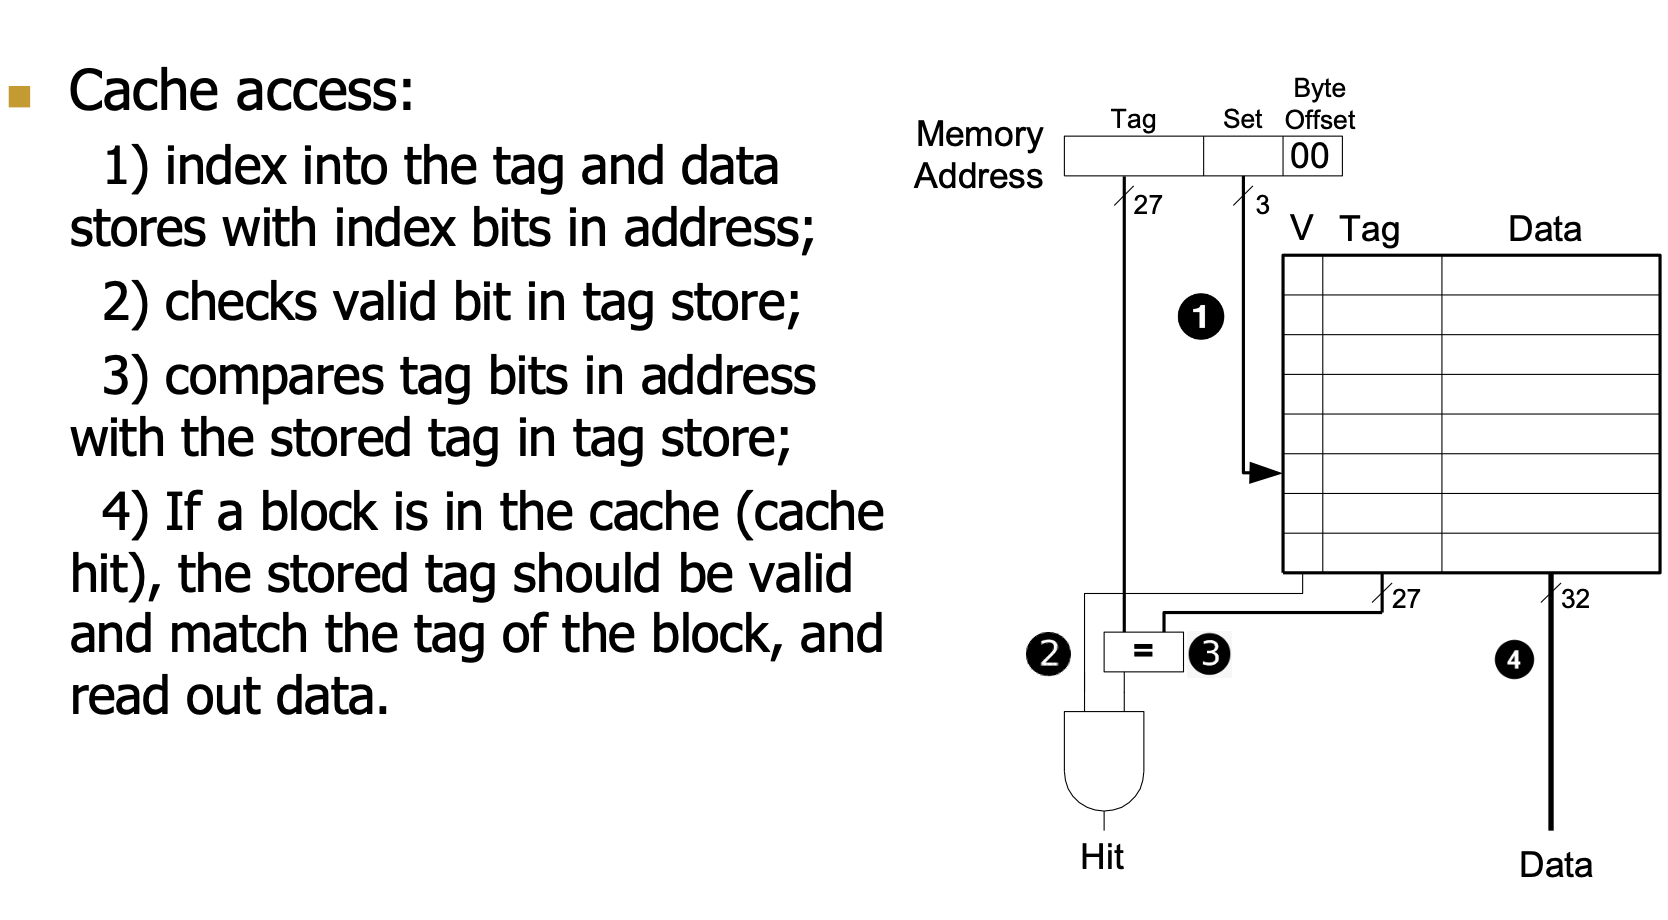 Cache access:
1) index into the tag and data
stores with index bits in address;
2) checks valid bit in tag store;
3) compares tag bits in address
with the stored tag in tag store;
4) If a block is in the cache (cache
hit), the stored tag should be valid
and match the tag of the block, and
read out data.
Memory
Address
Tag
Set
Byte
Offset
00
27
3
V
Tag
Data
1
27
32
2
=
3
4
Hit
Data